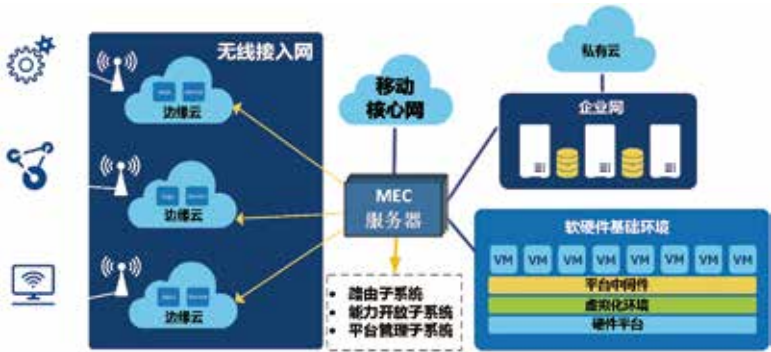 无线接入网
边缘云
边缘云
边缘云
移动
核心网
MEC
服务器
• 路由子系统
• 能力开放子系统
• 平台管理子系统
私有云
企业网
软硬件基础环境
VM VM VM VM VM VM VM VM
平台中间件
虚拟化环境
硬件平台